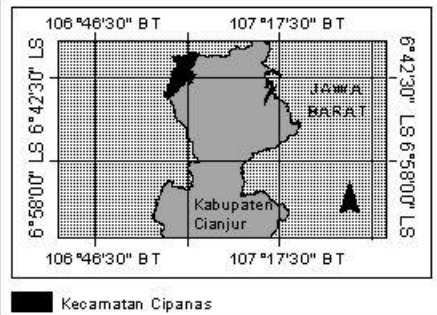 106°46'30" BT 107°17'30" BT
6°42'30" LS
6°42'30" LS
JAWA
BARAT
6°58'00" LS
6°58'00" LS
Kabupaten
Cianjur
106°46'30" BT 107°17'30" BT
Kecamatan Cipanas